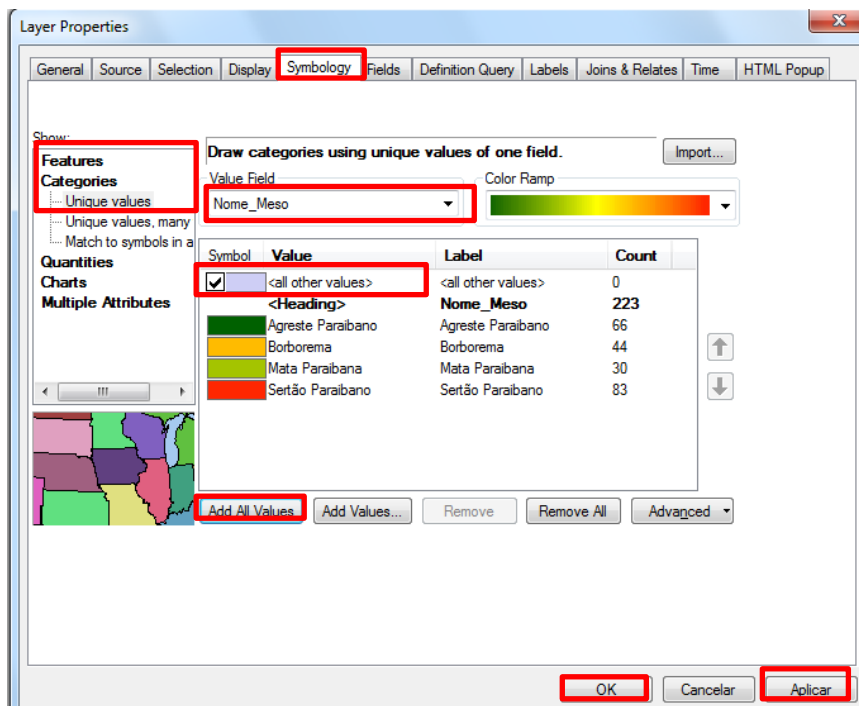 Layer Properties
General Source Selection Display Symbology Fields Definition Query Labels Joins & Relates Time HTML Popup
Show:
Features
Categories
Unique values
Unique values, many
Match to symbols in a
Quantities
Charts
Multiple Attributes
Draw categories using unique values of one field.
Import...
Value Field
Nome_Meso
Color Ramp
Symbol Value Label Count
<all other values> <all other values> 0
<Heading> Nome_Meso 223
Agreste Paraibano Agreste Paraibano 66
Borborema Borborema 44
Mata Paraibana Mata Paraibana 30
Sertão Paraibano Sertão Paraibano 83
Add All Values Add Values... Remove Remove All Advanced
OK Cancelar Aplicar